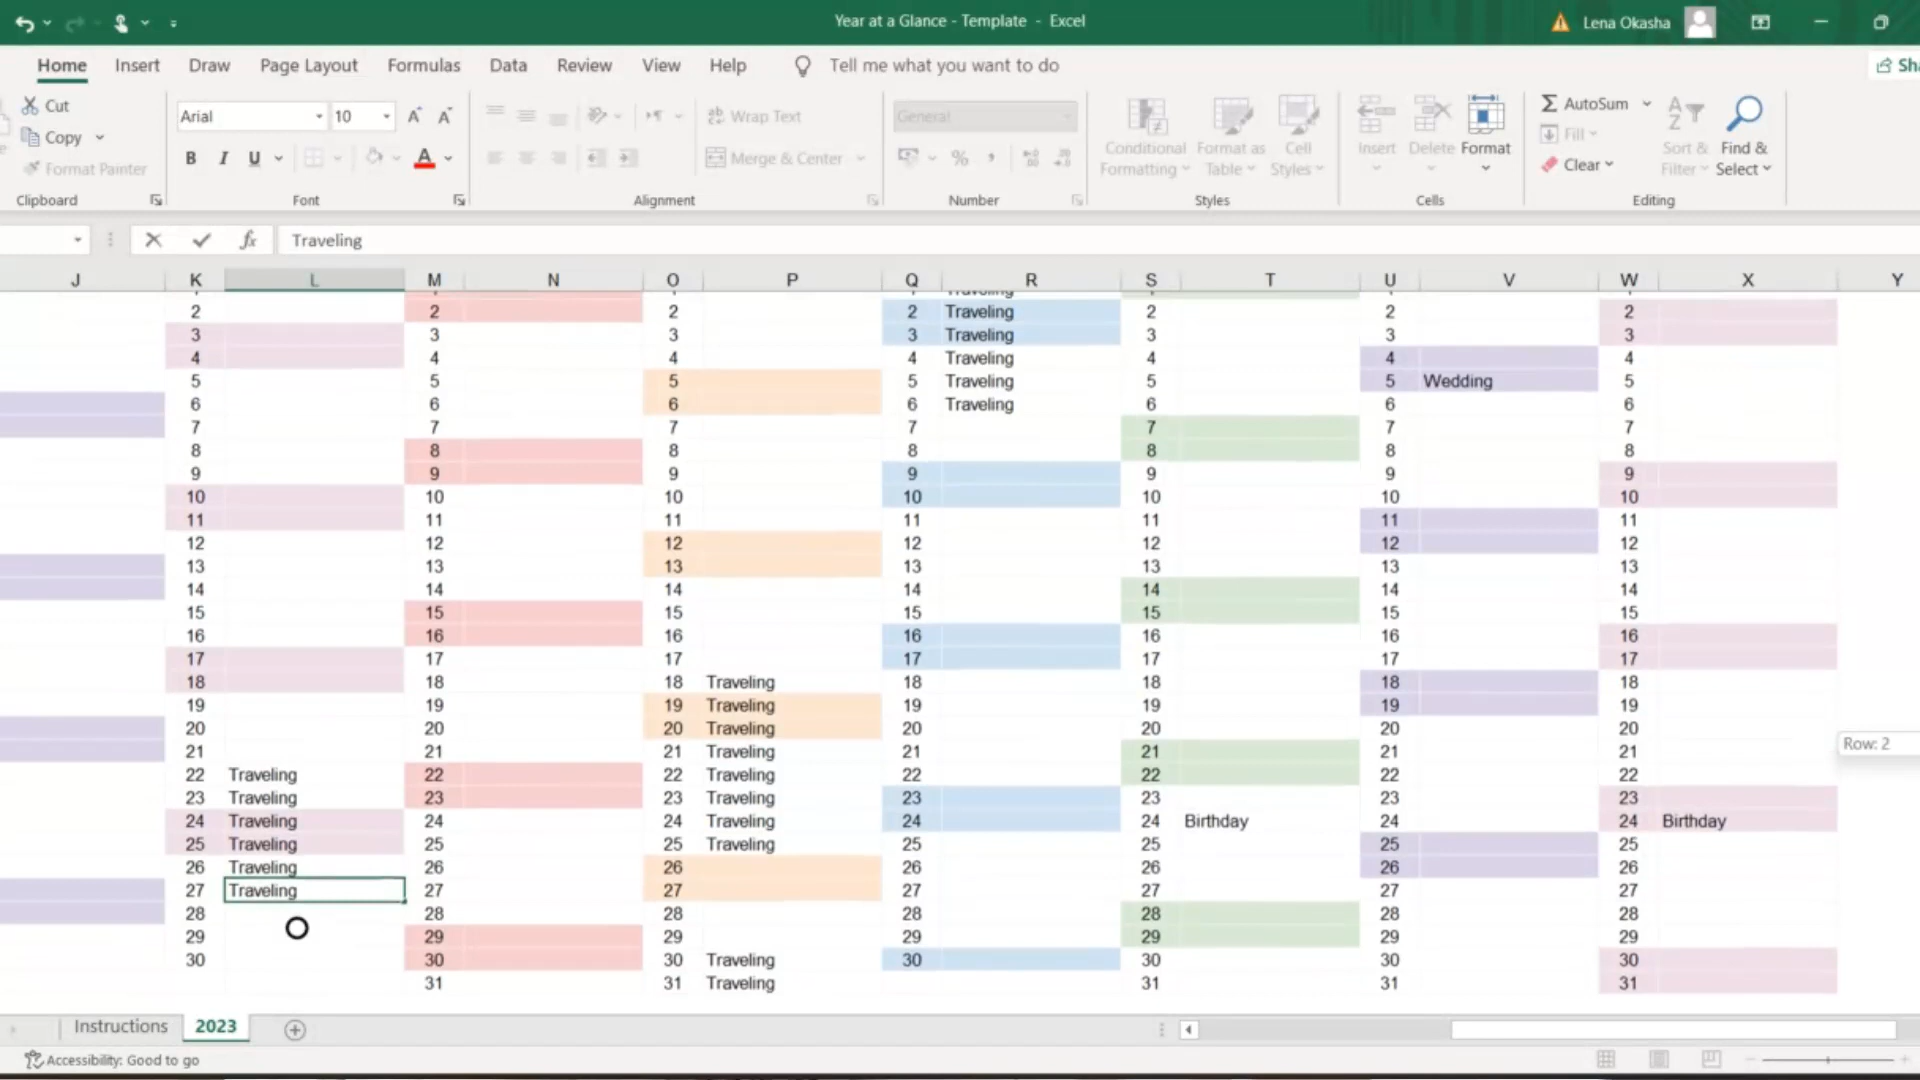 Year at a Glance - Template - Excel
Lena Okasha
Home Insert Draw Page Layout Formulas Data Review View Help Tell me what you want to do
Cut
Copy
Format Painter
Clipboard
Arial 10
B I U A
Font
Wrap Text
Merge & Center
Alignment
General
%
Number
Conditional Formatting
Format as Table
Cell Styles
Styles
Insert Delete Format
Cells
AutoSum
Fill
Clear
Sort & Filter
Find & Select
Editing
fx Traveling
J K L M N O P Q R S T U V W X Y
Traveling
2 2 2 2 Traveling 2 2 2
3 3 3 3 Traveling 3 3 3
4 4 4 4 Traveling 4 4 4
5 5 5 5 Traveling 5 5 Wedding 5
6 6 6 6 Traveling 6 6 6
7 7 7 7 7 7 7
8 8 8 8 8 8 8
9 9 9 9 9 9 9
10 10 10 10 10 10 10
11 11 11 11 11 11 11
12 12 12 12 12 12 12
13 13 13 13 13 13 13
14 14 14 14 14 14 14
15 15 15 15 15 15 15
16 16 16 16 16 16 16
17 17 17 17 17 17 17
18 18 18 Traveling 18 18 18 18
19 19 19 Traveling 19 19 19 19
20 20 20 Traveling 20 20 20 20
21 21 21 Traveling 21 21 21 21
22 Traveling 22 22 Traveling 22 22 22 22
23 Traveling 23 23 Traveling 23 23 23 23
24 Traveling 24 24 Traveling 24 24 Birthday 24 24 Birthday
25 Traveling 25 25 Traveling 25 25 25 25
26 Traveling 26 26 26 26 26 26
27 Traveling 27 27 27 27 27 27
28 28 28 28 28 28 28
29 29 29 29 29 29 29
30 30 30 Traveling 30 30 30 30
31 31 Traveling 31 31 31
Row: 2
Instructions 2023
Accessibility: Good to go